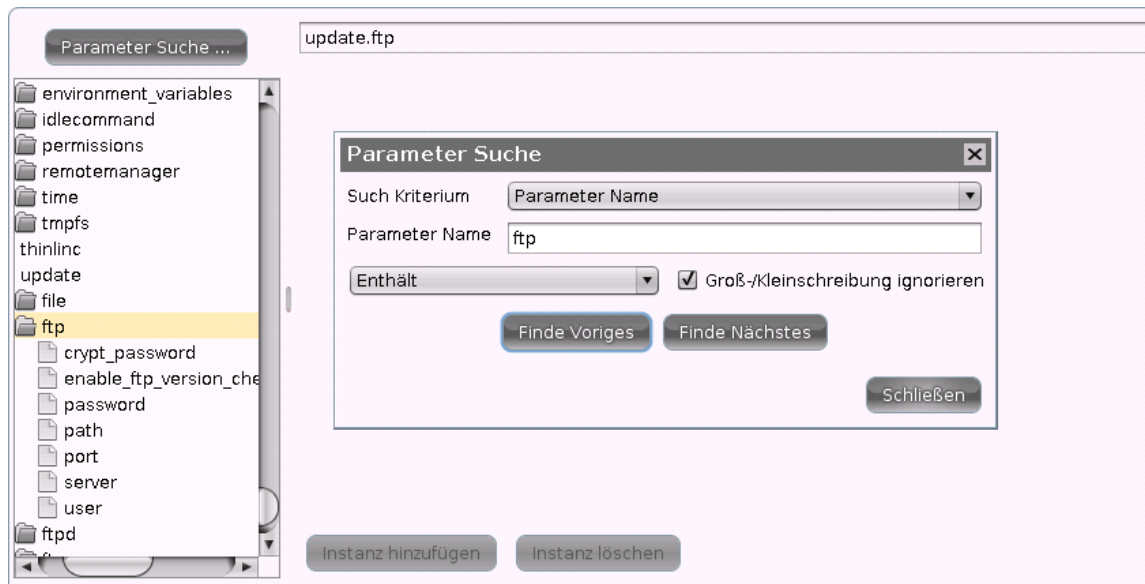 Parameter Suche ...
update.ftp
environment_variables
idlecommand
permissions
remotemanager
time
tmpfs
thinlinc
update
file
ftp
crypt_password
enable_ftp_version_che
password
path
port
server
user
ftpd
Parameter Suche
Such Kriterium Parameter Name
Parameter Name ftp
Enthält Groß-/Kleinschreibung ignorieren
Finde Voriges Finde Nächstes
Schließen
Instanz hinzufügen Instanz löschen